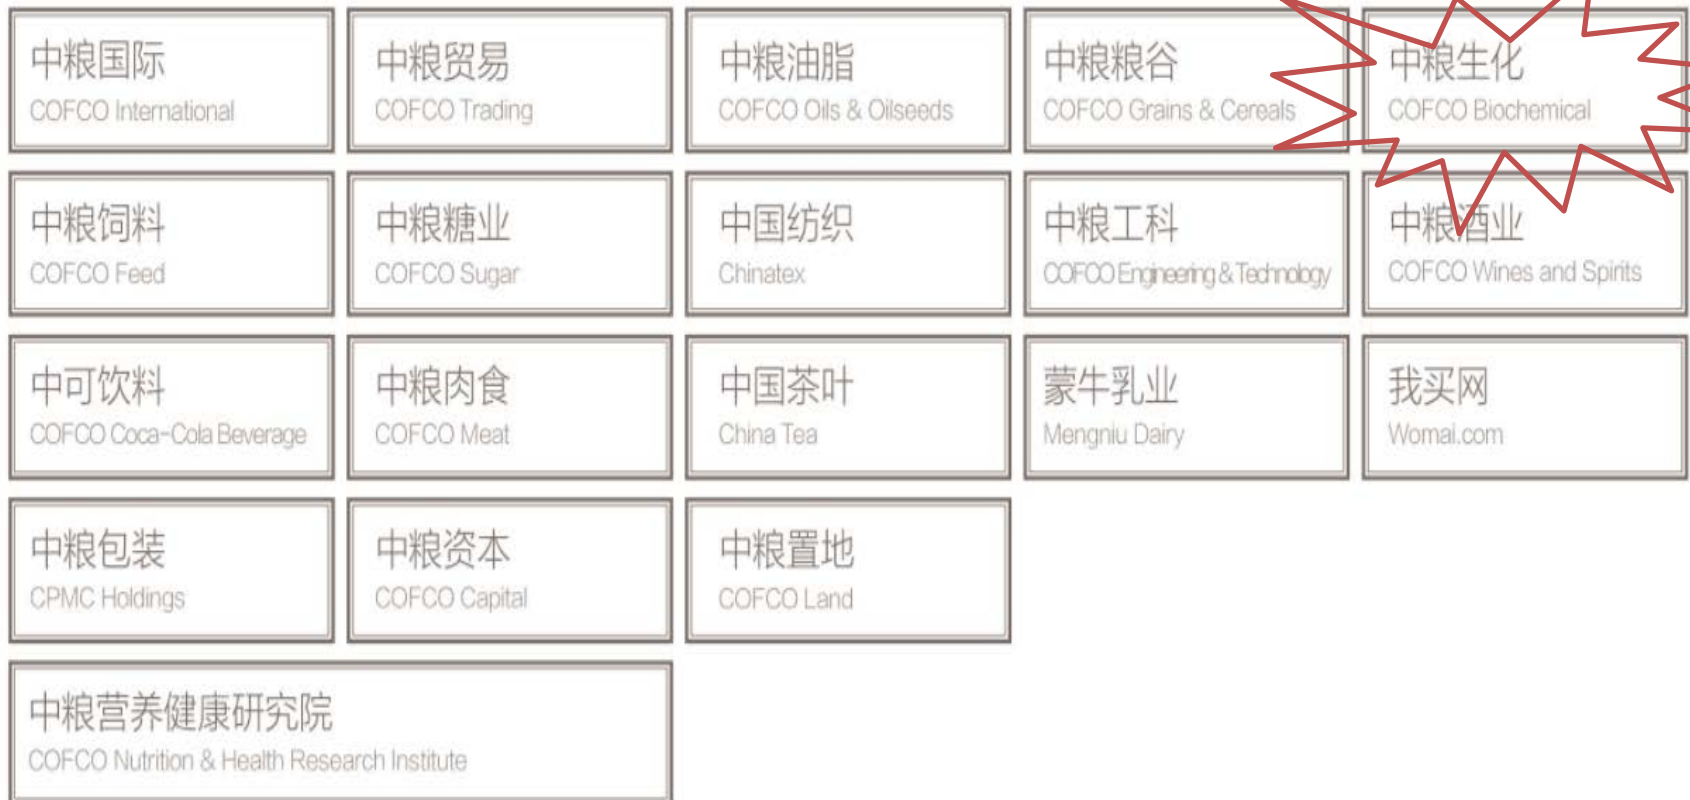 中粮国际
COFCO International
中粮贸易
COFCO Trading
中粮油脂
COFCO Oils & Oilseeds
中粮粮谷
COFCO Grains & Cereals
中粮生化
COFCO Biochemical
中粮饲料
COFCO Feed
中粮糖业
COFCO Sugar
中国纺织
Chinatex
中粮工科
COFCO Engineering & Technology
中粮酒业
COFCO Wines and Spirits
中可饮料
COFCO Coca-Cola Beverage
中粮肉食
COFCO Meat
中国茶叶
China Tea
蒙牛乳业
Mengniu Dairy
我买网
Womai.com
中粮包装
CPMC Holdings
中粮资本
COFCO Capital
中粮置地
COFCO Land
中粮营养健康研究院
COFCO Nutrition & Health Research Institute